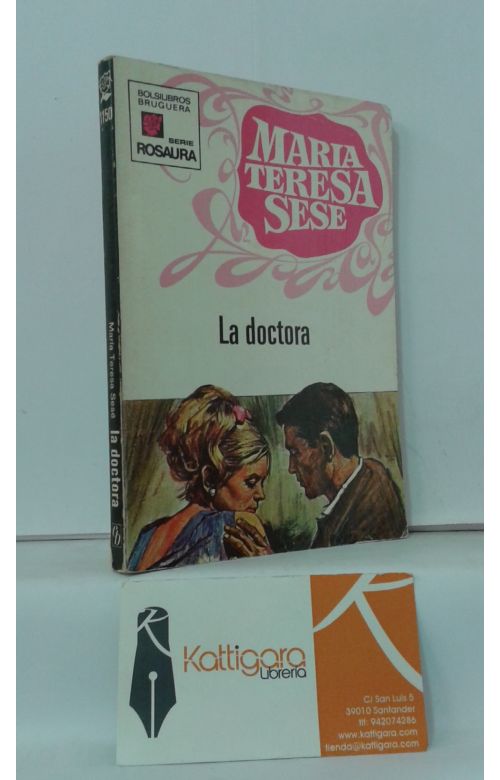 BOLSILIBROS
BRUGUERA
SERIE
ROSAURA
MARIA
TERESA
SESE
La doctora
1150
Maria Teresa Sesé la doctora
Kattigara
Librería
C/ San Luis 5
39010 Santander
tlf: 942074286
www.kattigara.com
tienda@kattigara.com